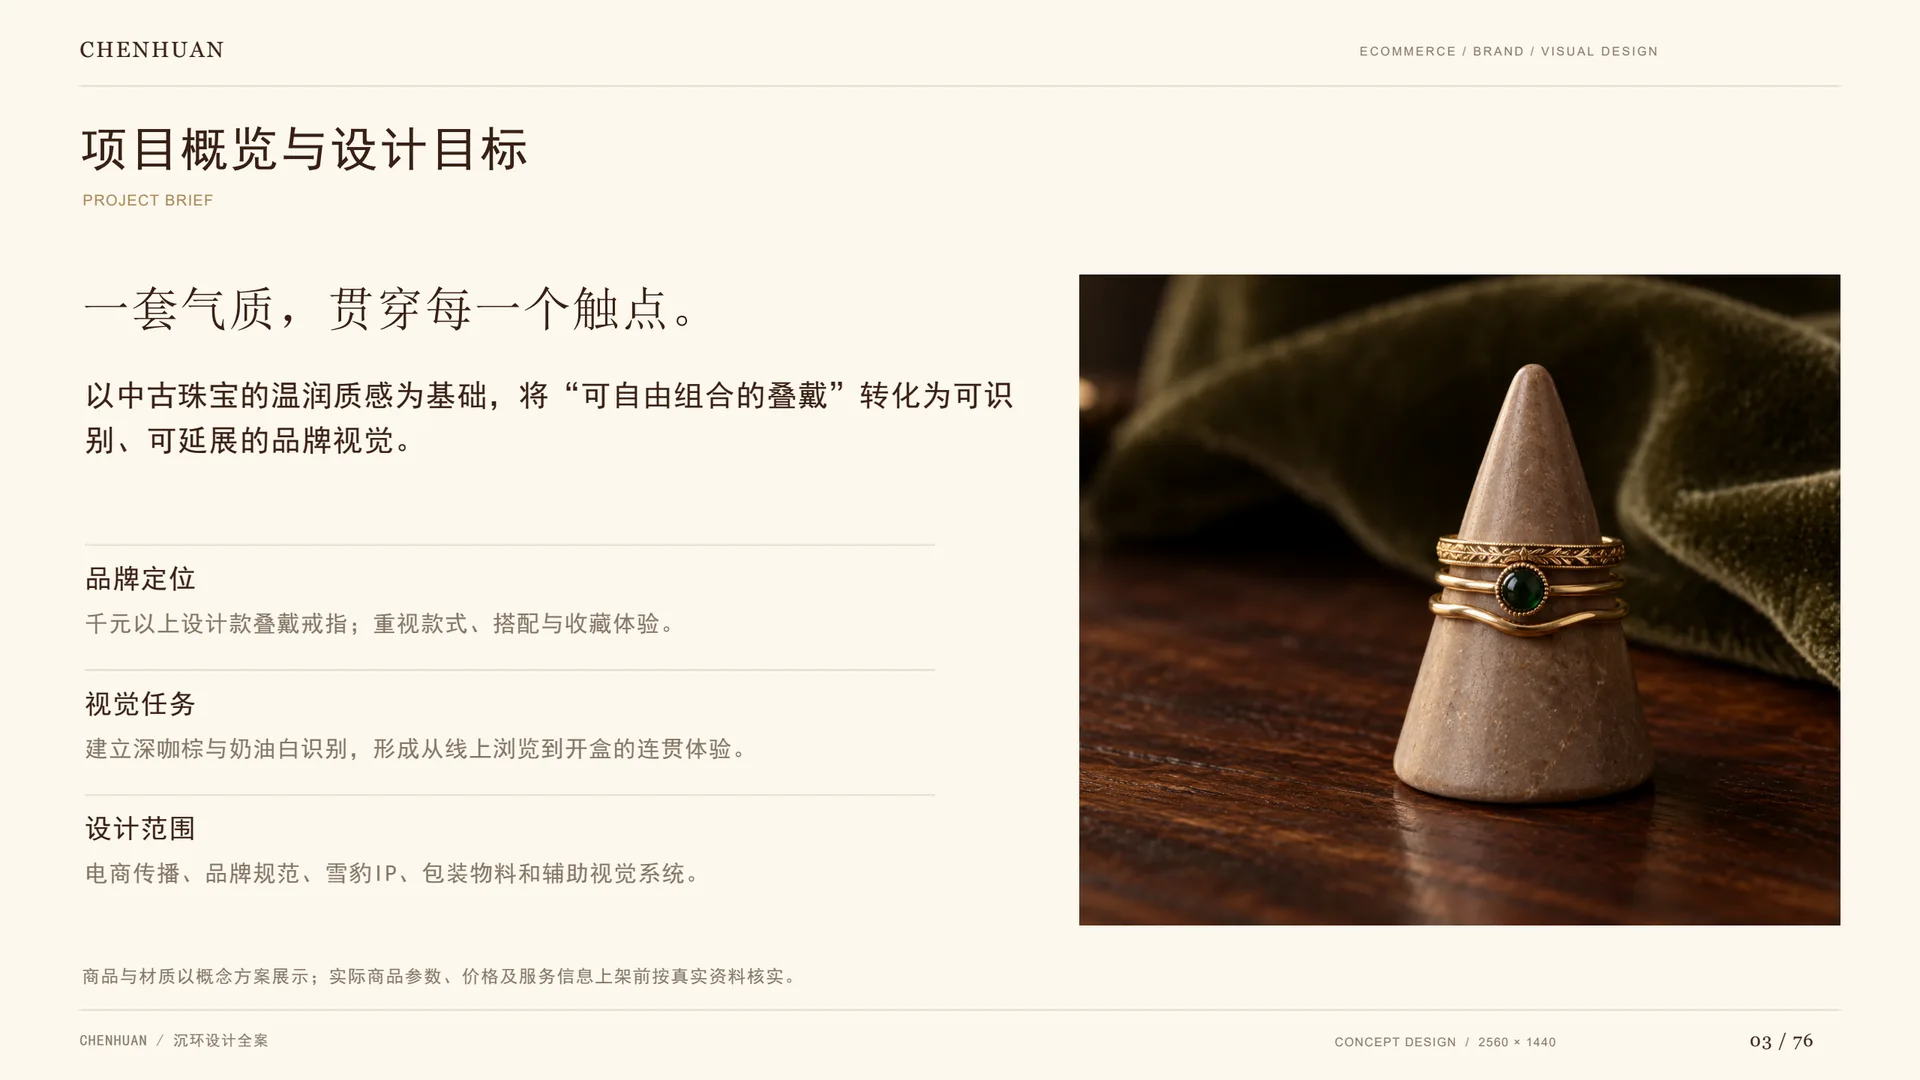 CHENHUAN
ECOMMERCE / BRAND / VISUAL DESIGN
项目概览与设计目标
PROJECT BRIEF
一套气质，贯穿每一个触点。
以中古珠宝的温润质感为基础，将“可自由组合的叠戴”转化为可识
别、可延展的品牌视觉。
品牌定位
千元以上设计款叠戴戒指；重视款式、搭配与收藏体验。
视觉任务
建立深咖棕与奶油白识别，形成从线上浏览到开盒的连贯体验。
设计范围
电商传播、品牌规范、雪豹IP、包装物料和辅助视觉系统。
商品与材质以概念方案展示；实际商品参数、价格及服务信息上架前按真实资料核实。
CHENHUAN / 沉环设计全案
CONCEPT DESIGN / 2560 × 1440
03 / 76